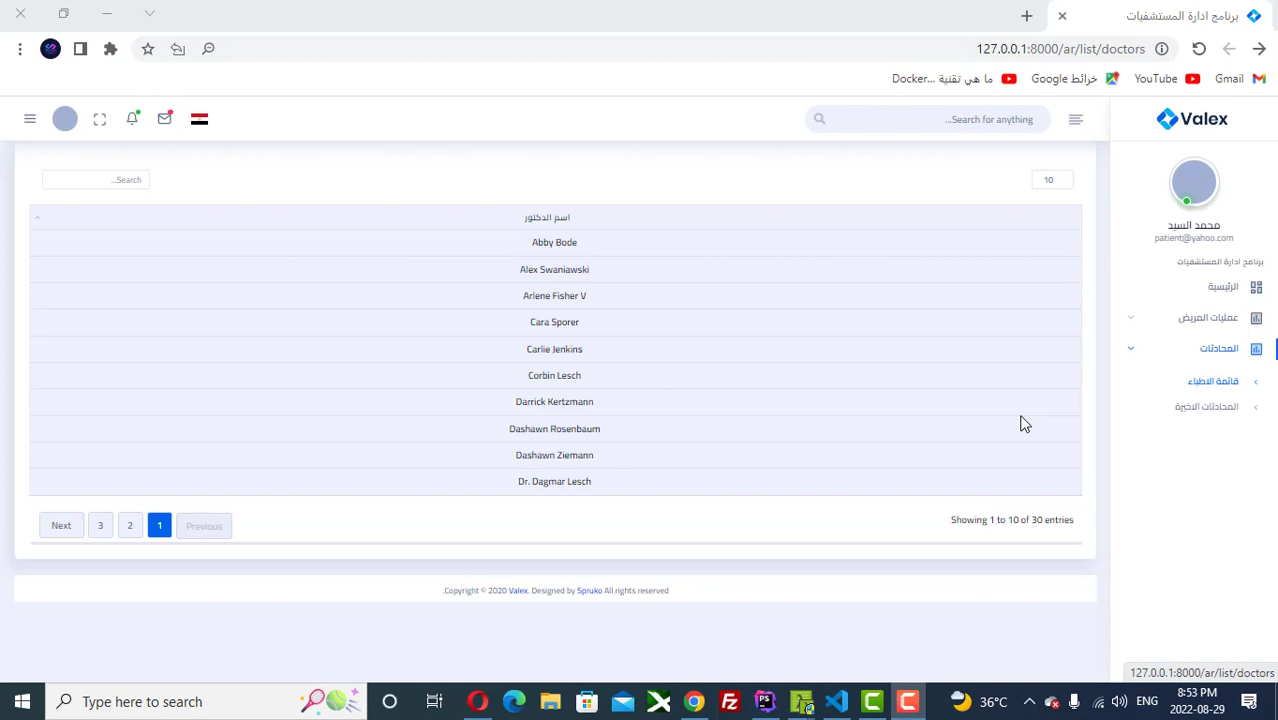 برنامج ادارة المستشفيات
127.0.0.1:8000/ar/list/doctors
Gmail
YouTube
خرائط Google
ما هي تقنية Docker...
Valex
Search for anything...
محمد السيد
patient@yahoo.com
برنامج ادارة المستشفيات
الرئيسية
عمليات المريض
المحادثات
قائمة الاطباء
المحادثات الاخيرة
10
Search...
اسم الدكتور
Abby Bode
Alex Swaniawski
Arlene Fisher V
Cara Sporer
Carlie Jenkins
Corbin Lesch
Darrick Kertzmann
Dashawn Rosenbaum
Dashawn Ziemann
Dr. Dagmar Lesch
Showing 1 to 10 of 30 entries
Previous
1
2
3
Next
.Copyright © 2020 Valex. Designed by Spruko All rights reserved
127.0.0.1:8000/ar/list/doctors
Type here to search
36°C
ENG
8:53 PM
2022-08-29